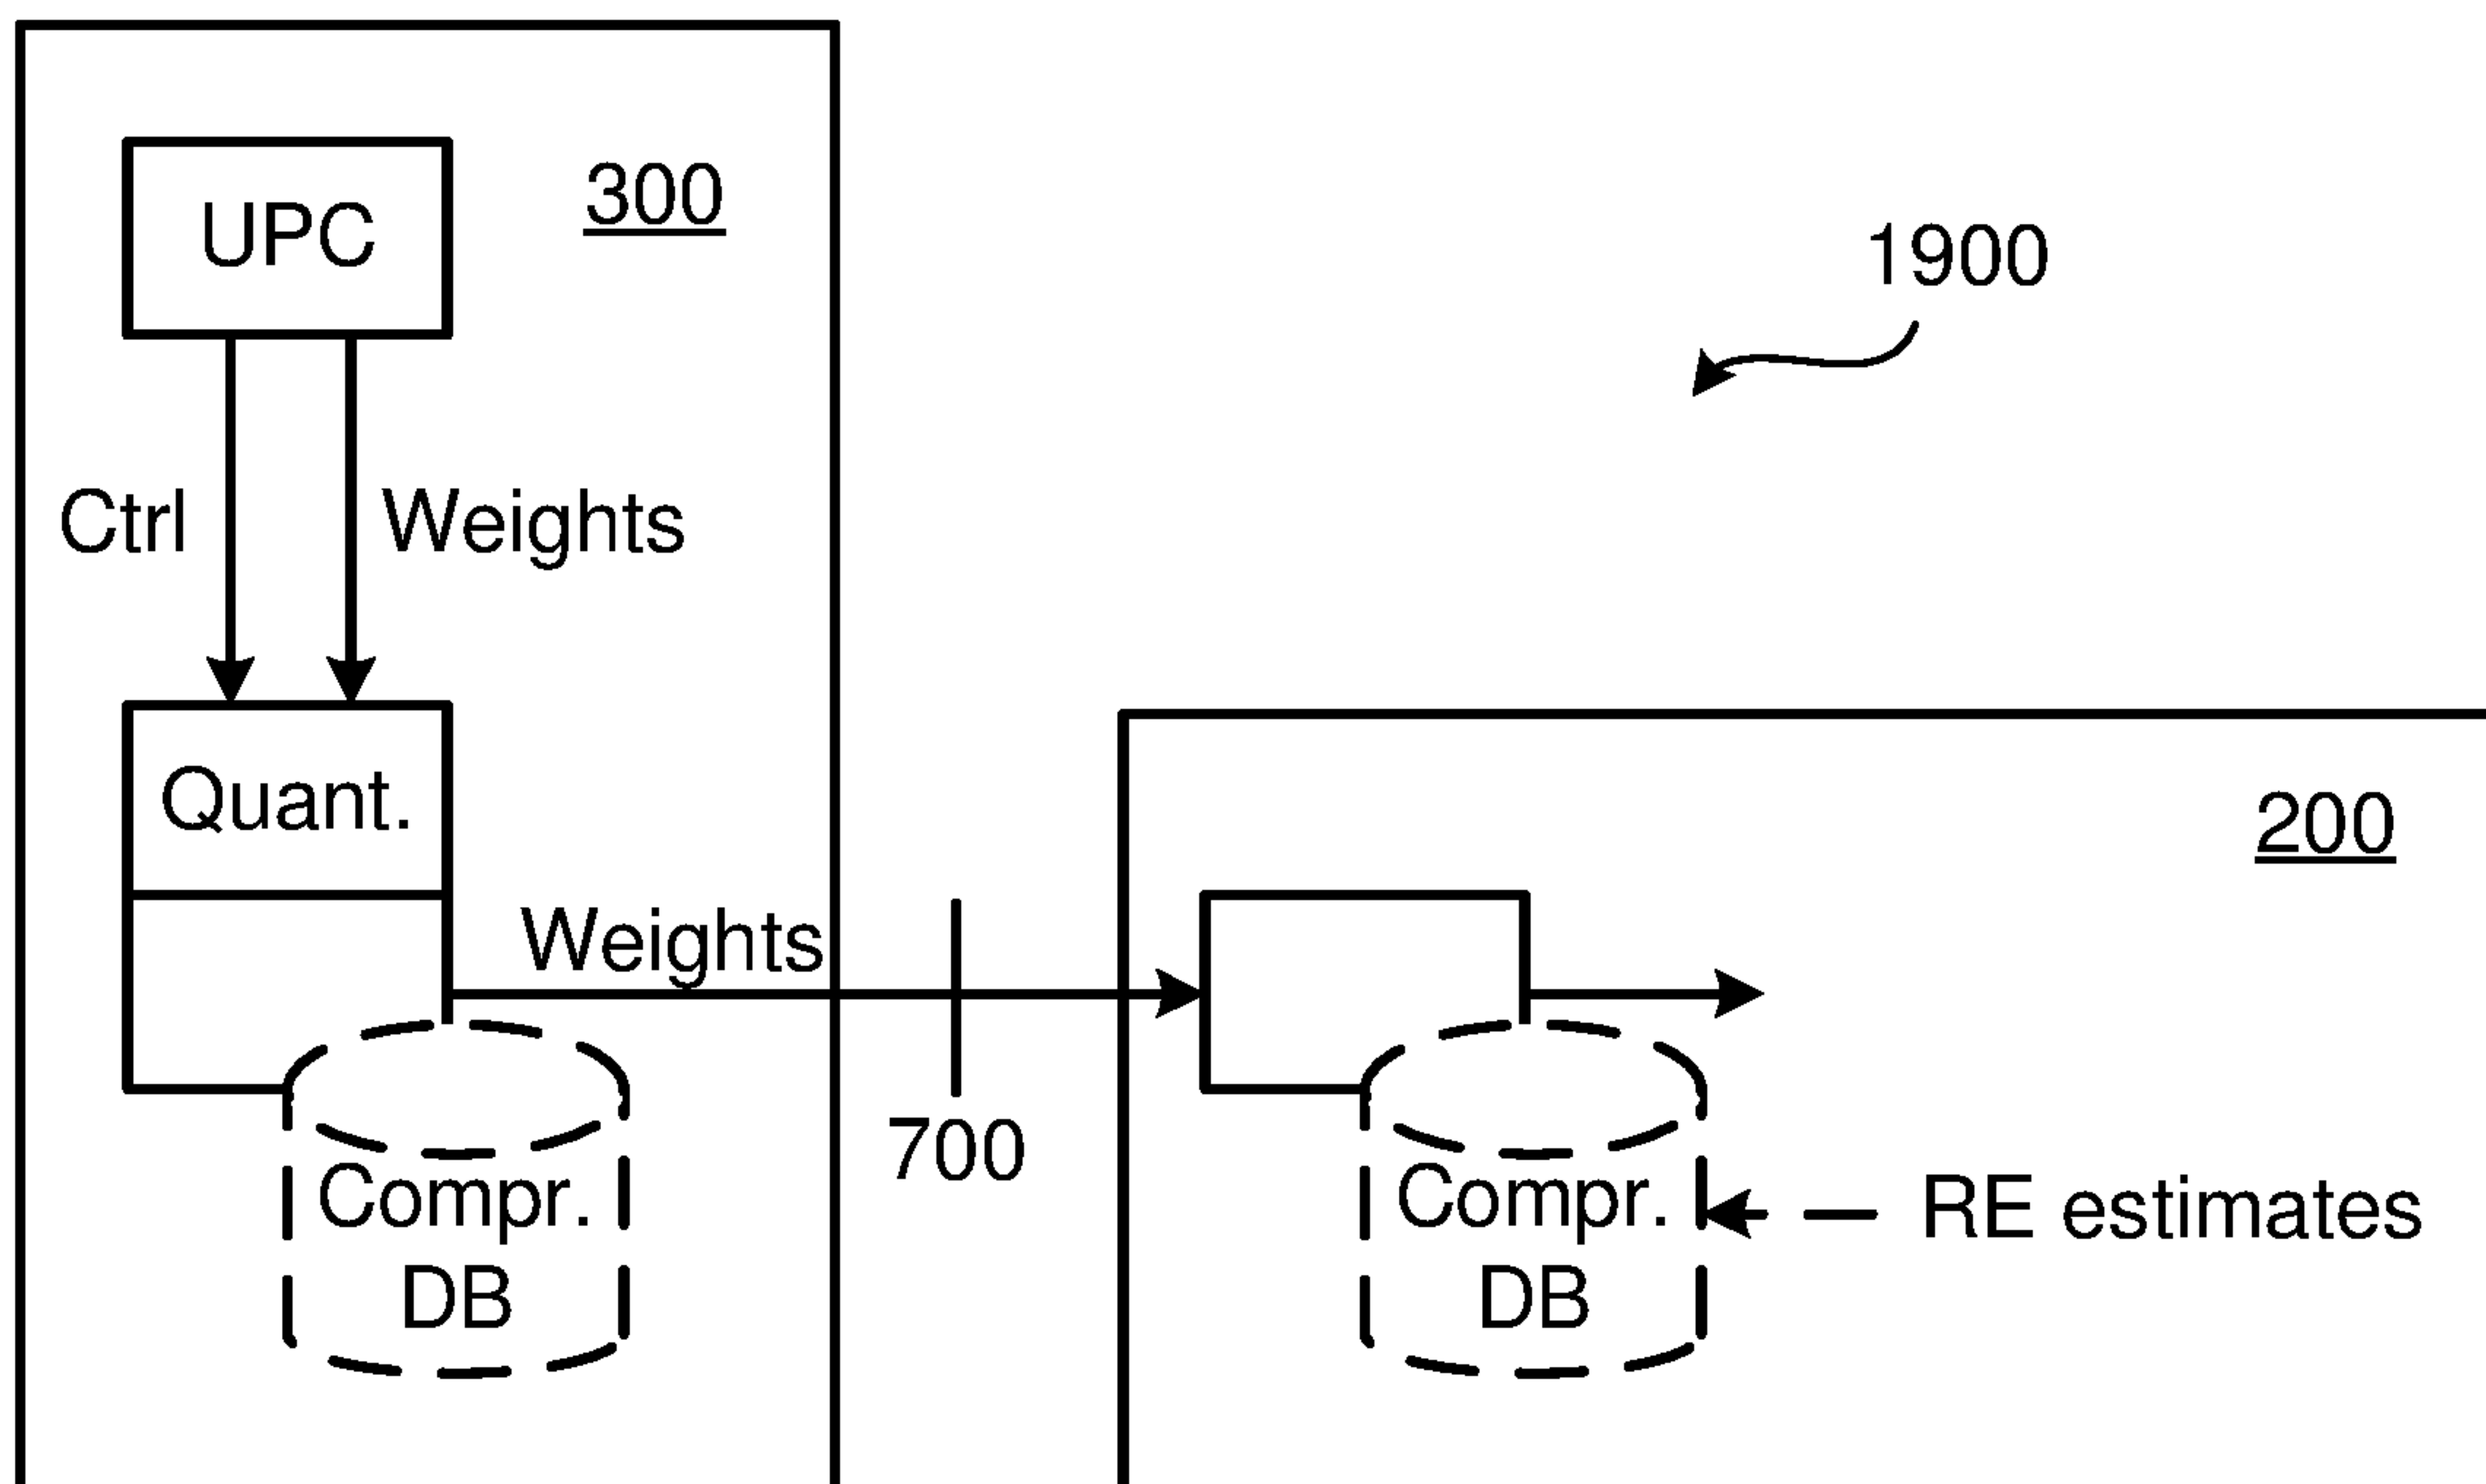 UPC
300
1900
Ctrl
Weights
Quant.
200
Weights
700
Compr.
DB
Compr.
DB
RE estimates